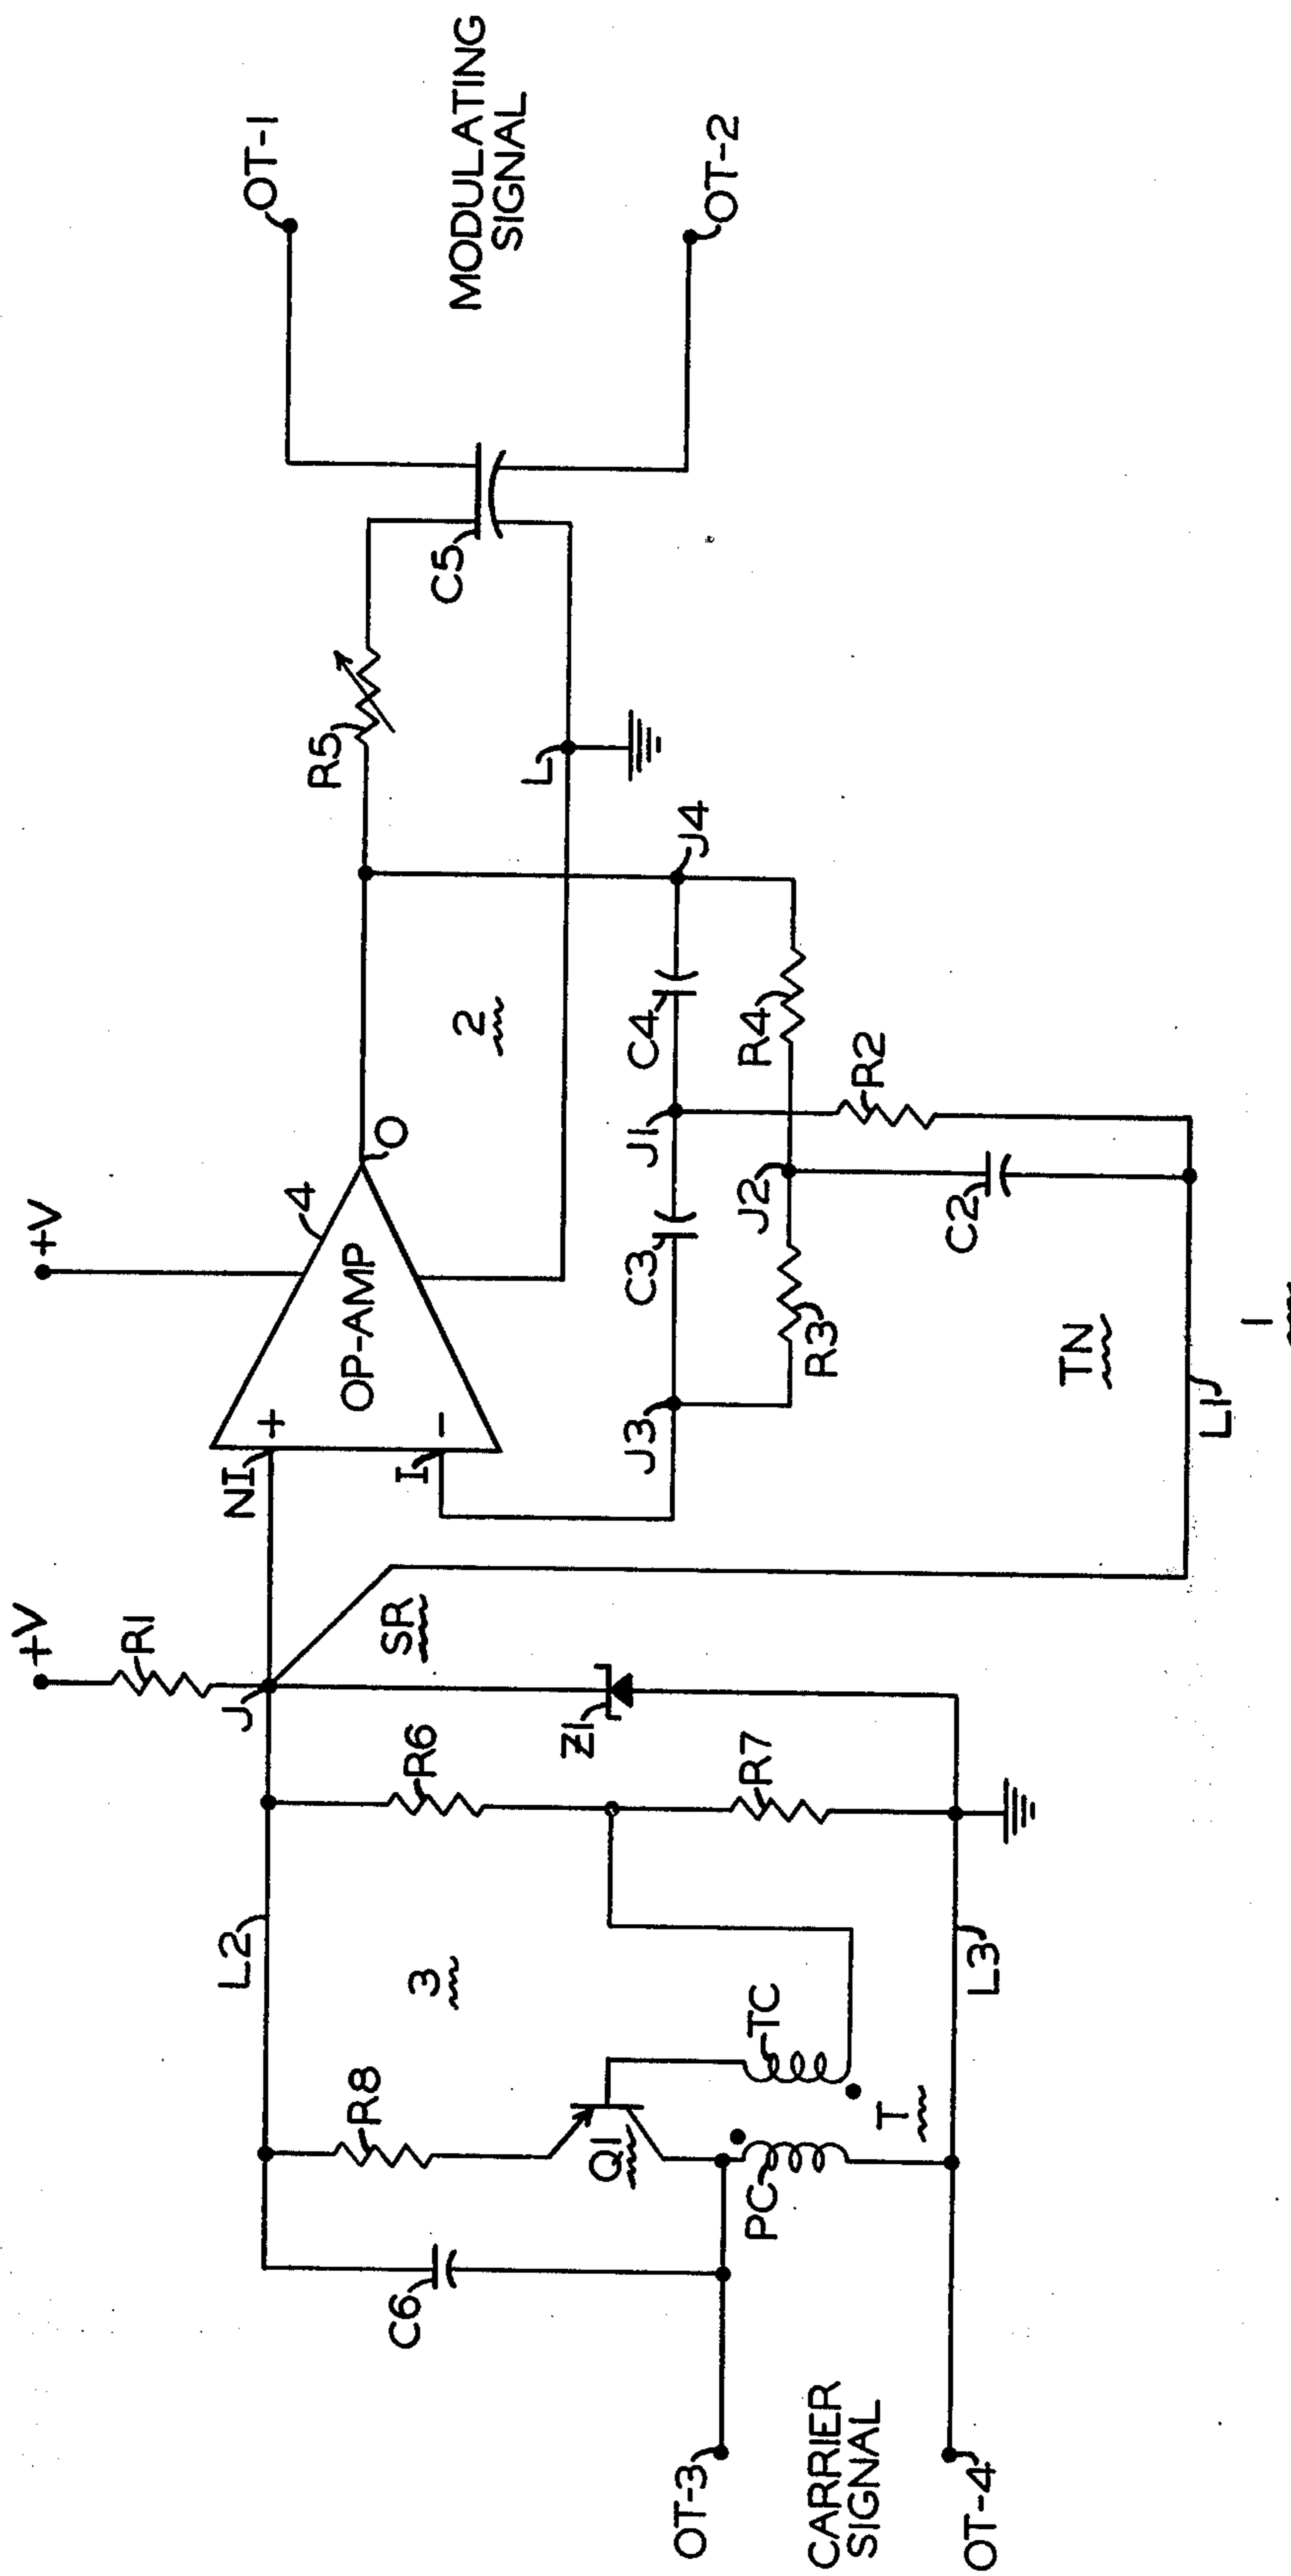 +V
+V
R1
J
NI
+
I
-
OP-AMP
4
O
R5
C5
OT-1
OT-2
MODULATING
SIGNAL
L
2
J4
C4
R4
J1
R2
C3
J2
C2
J3
R3
TN
L1
1
SR
Z1
R6
R7
L2
3
L3
R8
Q1
TC
T
PC
C6
OT-3
CARRIER
SIGNAL
OT-4